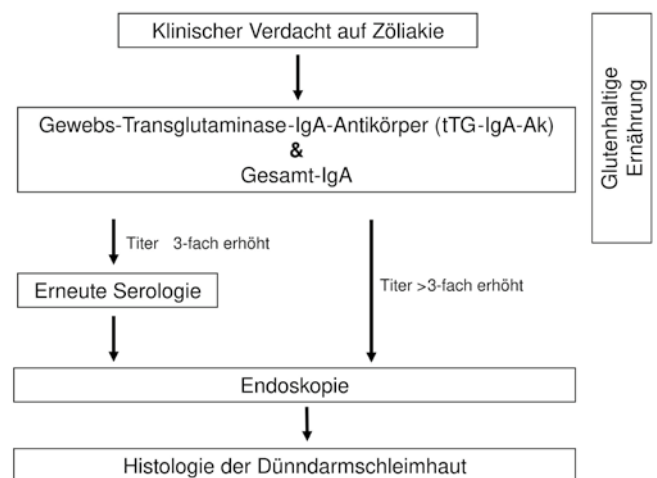 Klinischer Verdacht auf Zöliakie
Gewebs-Transglutaminase-IgA-Antikörper (tTG-IgA-Ak)
&
Gesamt-IgA
Glutenhaltige
Ernährung
Titer 3-fach erhöht
Titer >3-fach erhöht
Erneute Serologie
Endoskopie
Histologie der Dünndarmschleimhaut